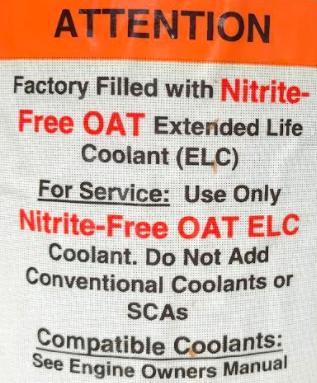 ATTENTION
Factory Filled with Nitrite-
Free OAT Extended Life
Coolant (ELC)
For Service: Use Only
Nitrite-Free OAT ELC
Coolant. Do Not Add
Conventional Coolants or
SCAs
Compatible Coolants:
See Engine Owners Manual